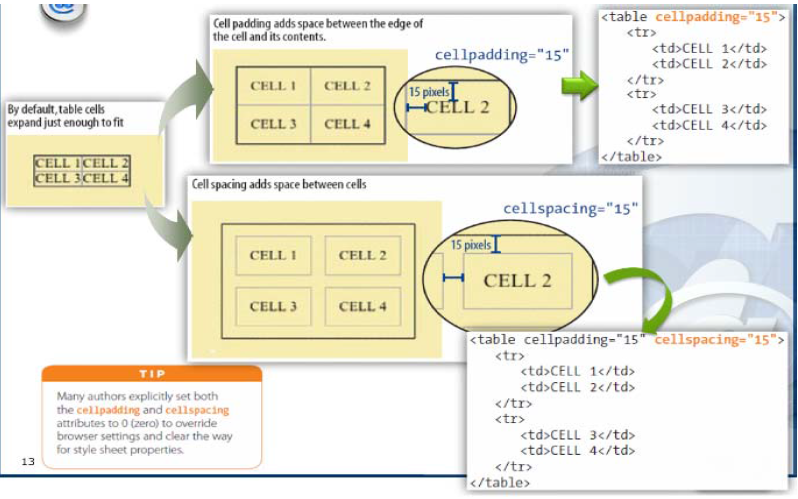 Cell padding adds space between the edge of
the cell and its contents.
cellpadding="15"
CELL 1 CELL 2
CELL 3 CELL 4
15 pixels
CELL 2
<table cellpadding="15">
<tr>
<td>CELL 1</td>
<td>CELL 2</td>
</tr>
<tr>
<td>CELL 3</td>
<td>CELL 4</td>
</tr>
</table>
By default, table cells
expand just enough to fit
CELL 1 CELL 2
CELL 3 CELL 4
Cell spacing adds space between cells
cellspacing="15"
CELL 1 CELL 2
CELL 3 CELL 4
15 pixels
CELL 2
<table cellpadding="15" cellspacing="15">
<tr>
<td>CELL 1</td>
<td>CELL 2</td>
</tr>
<tr>
<td>CELL 3</td>
<td>CELL 4</td>
</tr>
</table>
TIP
Many authors explicitly set both
the cellpadding and cellspacing
attributes to 0 (zero) to override
browser settings and clear the way
for style sheet properties.
13